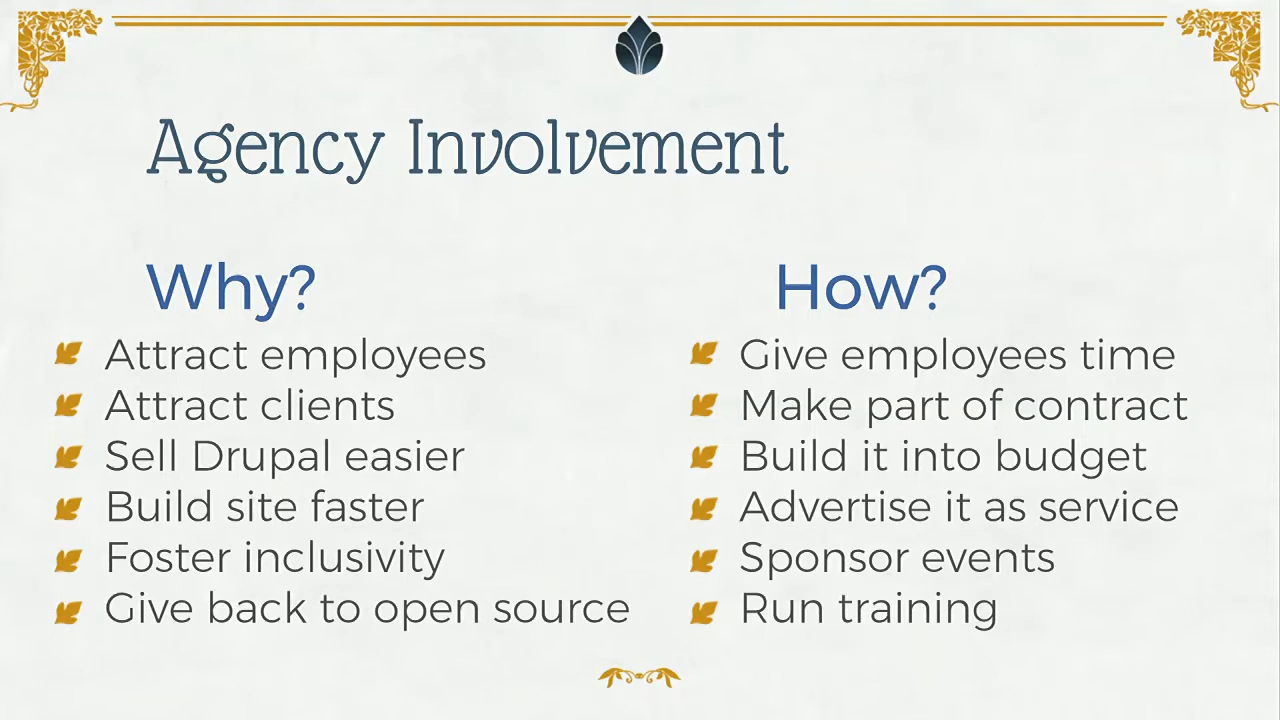 Agency Involvement
Why?
Attract employees
Attract clients
Sell Drupal easier
Build site faster
Foster inclusivity
Give back to open source
How?
Give employees time
Make part of contract
Build it into budget
Advertise it as service
Sponsor events
Run training